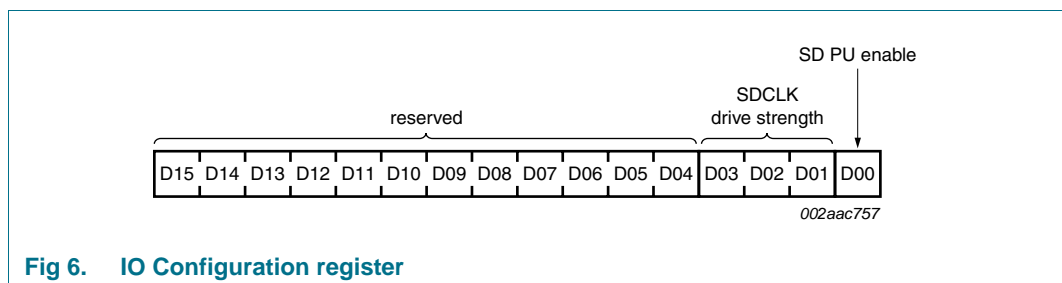 SD PU enable
SDCLK
drive strength
reserved
D15 D14 D13 D12 D11 D10 D09 D08 D07 D06 D05 D04 D03 D02 D01 D00
002aac757
Fig 6. IO Configuration register